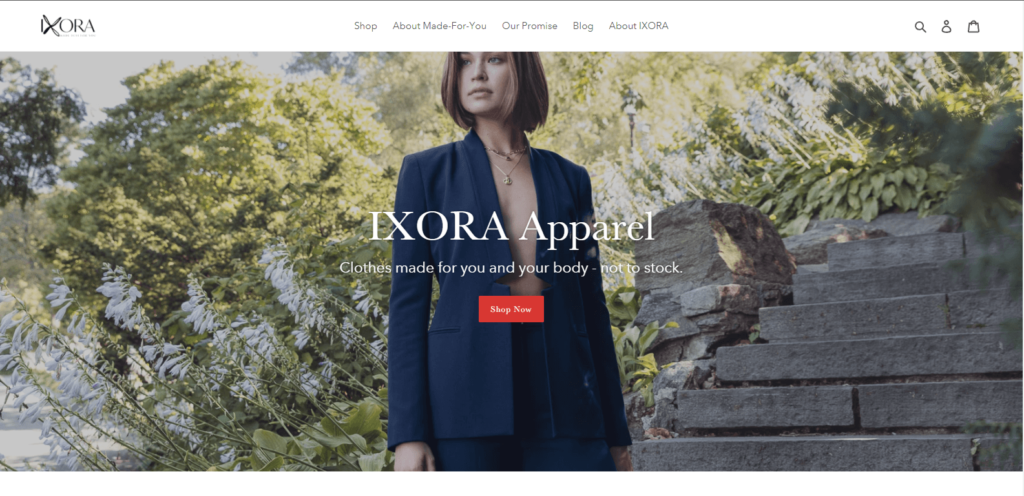 IXORA
Shop
About Made-For-You
Our Promise
Blog
About IXORA
IXORA Apparel
Clothes made for you and your body - not to stock.
Shop Now